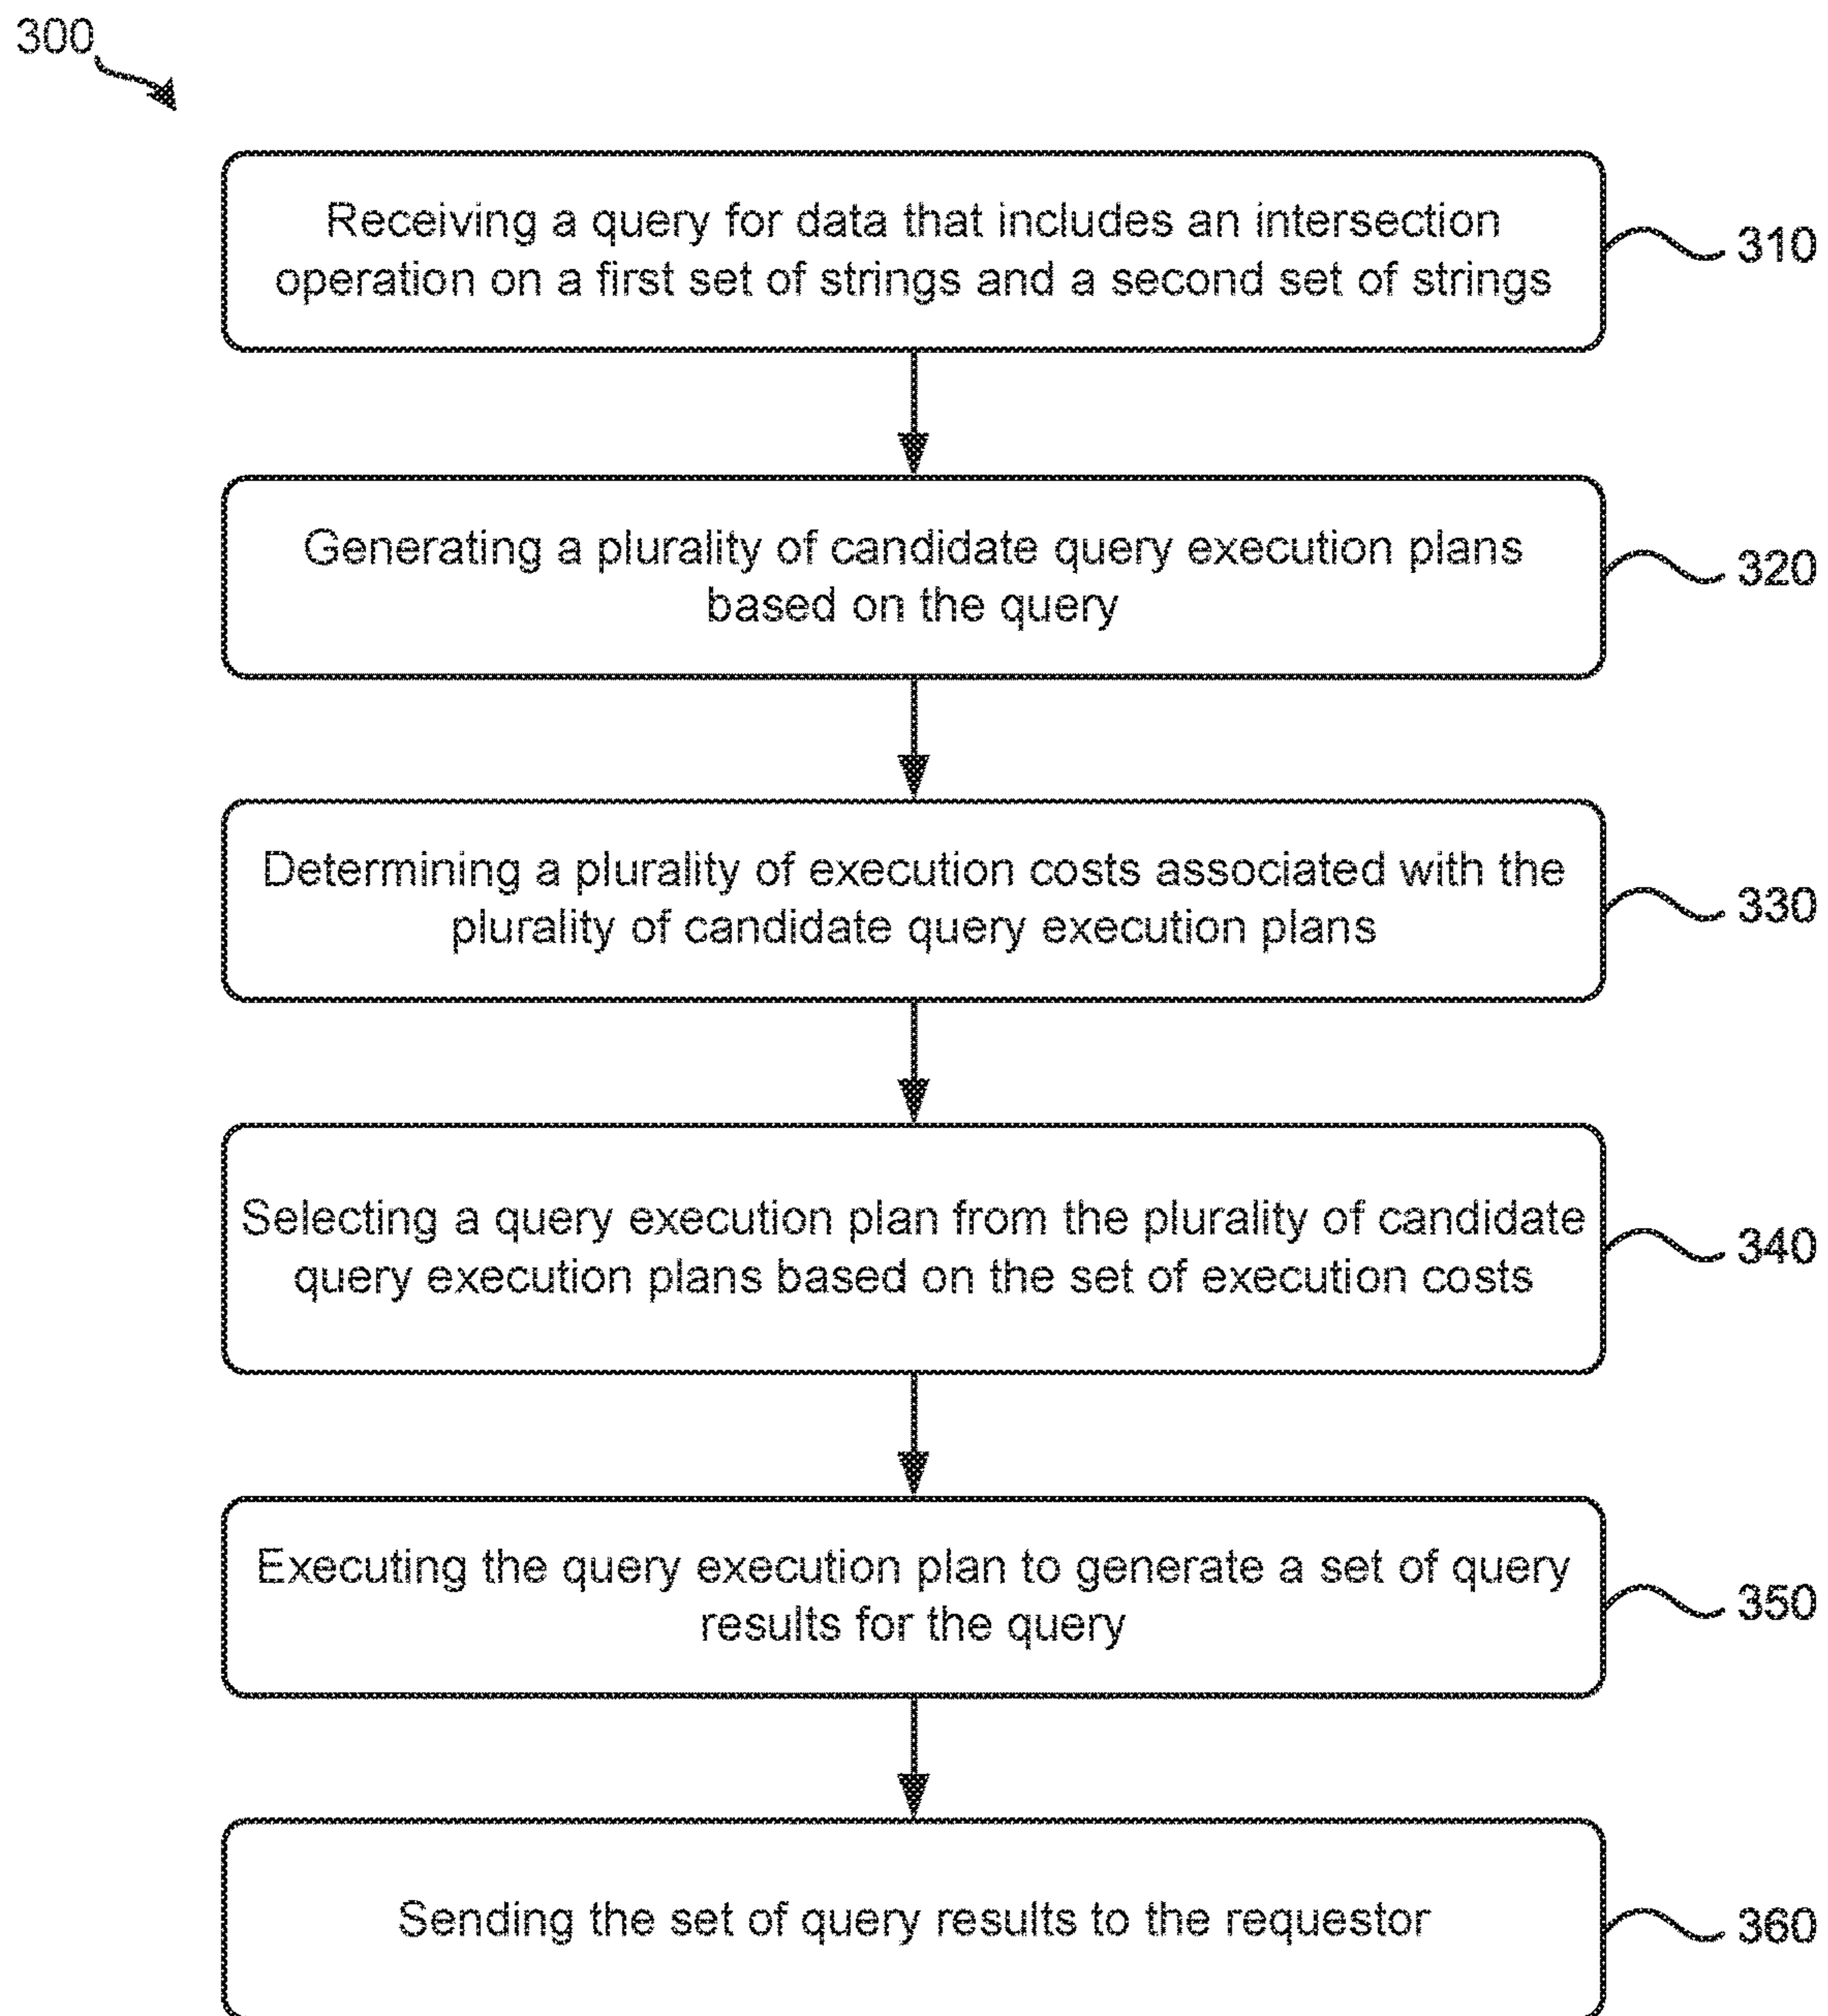 300
Receiving a query for data that includes an intersection
operation on a first set of strings and a second set of strings
310
Generating a plurality of candidate query execution plans
based on the query
320
Determining a plurality of execution costs associated with the
plurality of candidate query execution plans
330
Selecting a query execution plan from the plurality of candidate
query execution plans based on the set of execution costs
340
Executing the query execution plan to generate a set of query
results for the query
350
Sending the set of query results to the requestor
360